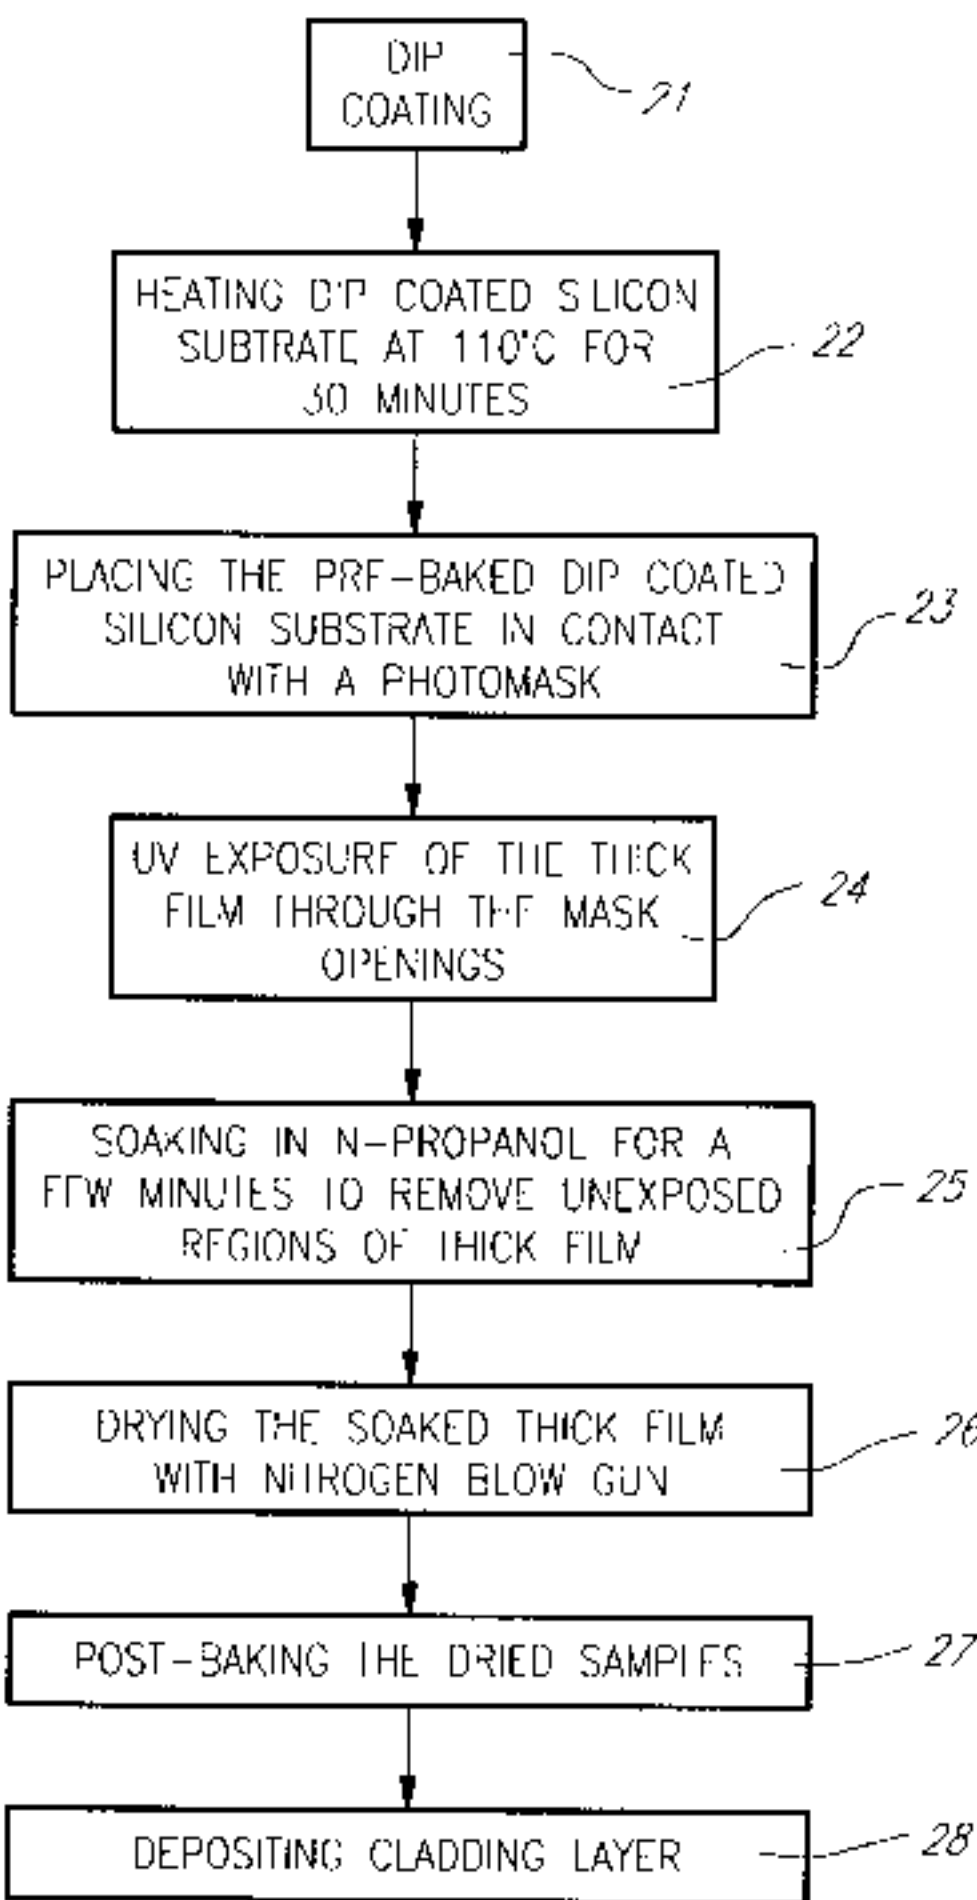 DIP
COATING
21
HEATING DIP COATED SILICON
SUBTRATE AT 110°C FOR
30 MINUTES
22
PLACING THE PRE-BAKED DIP COATED
SILICON SUBSTRATE IN CONTACT
WITH A PHOTOMASK
23
UV EXPOSURE OF THE THICK
FILM THROUGH THE MASK
OPENINGS
24
SOAKING IN N-PROPANOL FOR A
FEW MINUTES TO REMOVE UNEXPOSED
REGIONS OF THICK FILM
25
DRYING THE SOAKED THICK FILM
WITH NITROGEN BLOW GUN
26
POST-BAKING THE DRIED SAMPLES
27
DEPOSITING CLADDING LAYER
28